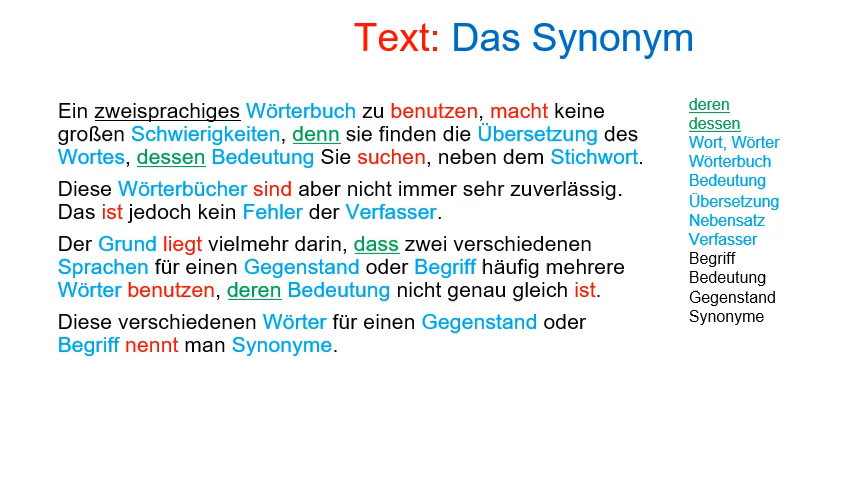 Text: Das Synonym
Ein zweisprachiges Wörterbuch zu benutzen, macht keine
großen Schwierigkeiten, denn sie finden die Übersetzung des
Wortes, dessen Bedeutung Sie suchen, neben dem Stichwort.
Diese Wörterbücher sind aber nicht immer sehr zuverlässig.
Das ist jedoch kein Fehler der Verfasser.
Der Grund liegt vielmehr darin, dass zwei verschiedenen
Sprachen für einen Gegenstand oder Begriff häufig mehrere
Wörter benutzen, deren Bedeutung nicht genau gleich ist.
Diese verschiedenen Wörter für einen Gegenstand oder
Begriff nennt man Synonyme.
deren
dessen
Wort, Wörter
Wörterbuch
Bedeutung
Übersetzung
Nebensatz
Verfasser
Begriff
Bedeutung
Gegenstand
Synonyme